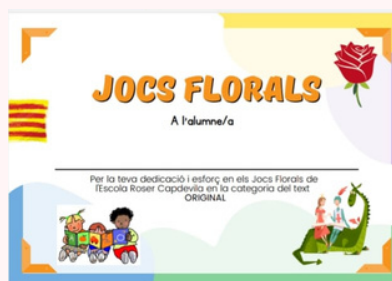 JOCS FLORALS
A l'alumne/a
Per la teva dedicació i esforç en els Jocs Florals de
l'Escola Roser Capdevila en la categoria del text
ORIGINAL